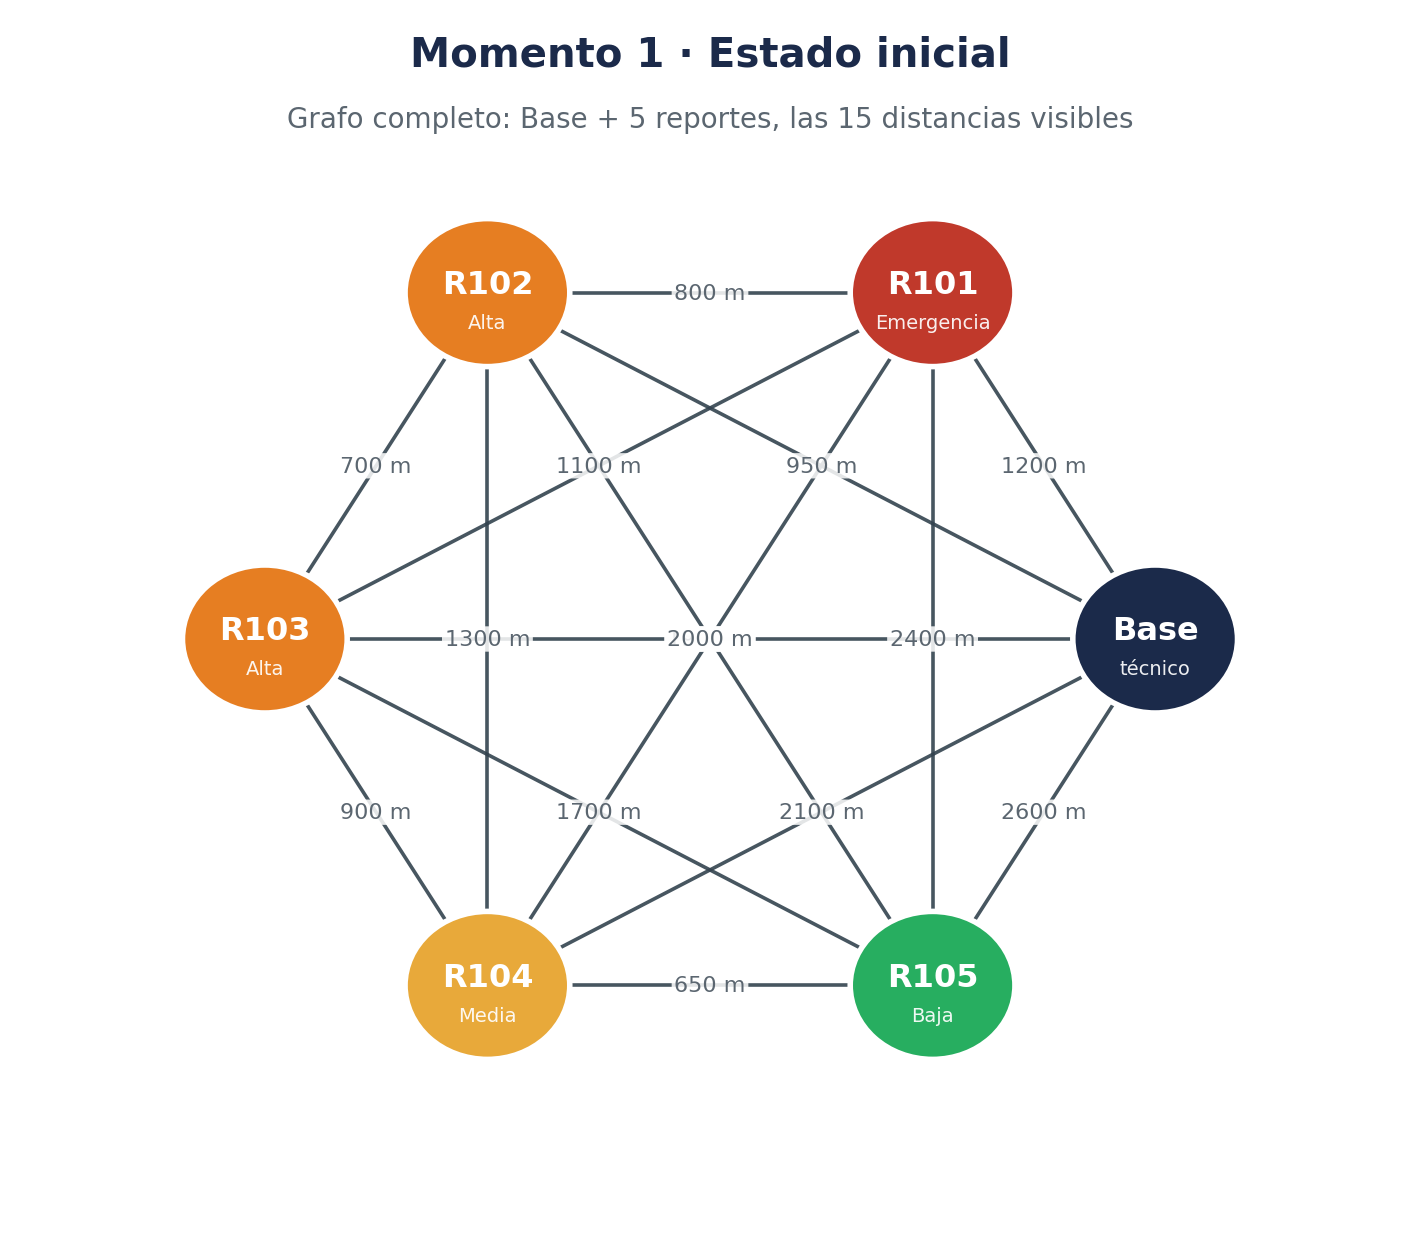 Momento 1 · Estado inicial
Grafo completo: Base + 5 reportes, las 15 distancias visibles
R102
Alta
800 m
R101
Emergencia
700 m
1100 m
950 m
1200 m
R103
Alta
1300 m
2000 m
2400 m
Base
técnico
900 m
1700 m
2100 m
2600 m
R104
Media
650 m
R105
Baja